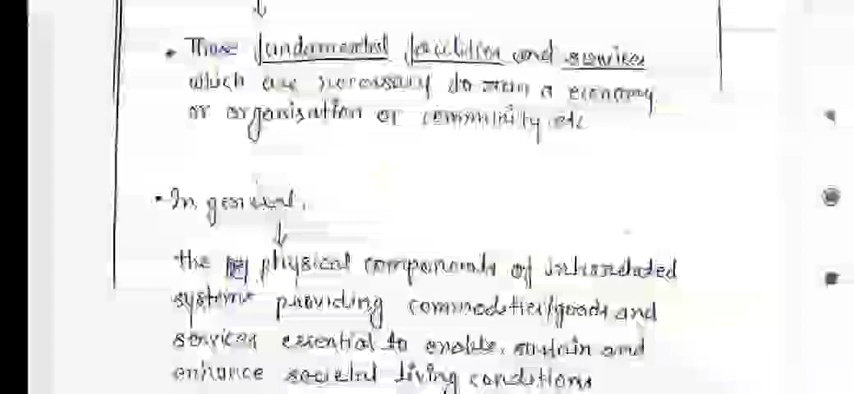 • Those fundamental facilities and services
which are necessary to run a economy
or organisation or community, etc
• In general,
the physical components of interrelated
systems providing commodities/goods and
services essential to enable, sustain and
enhance societal living conditions